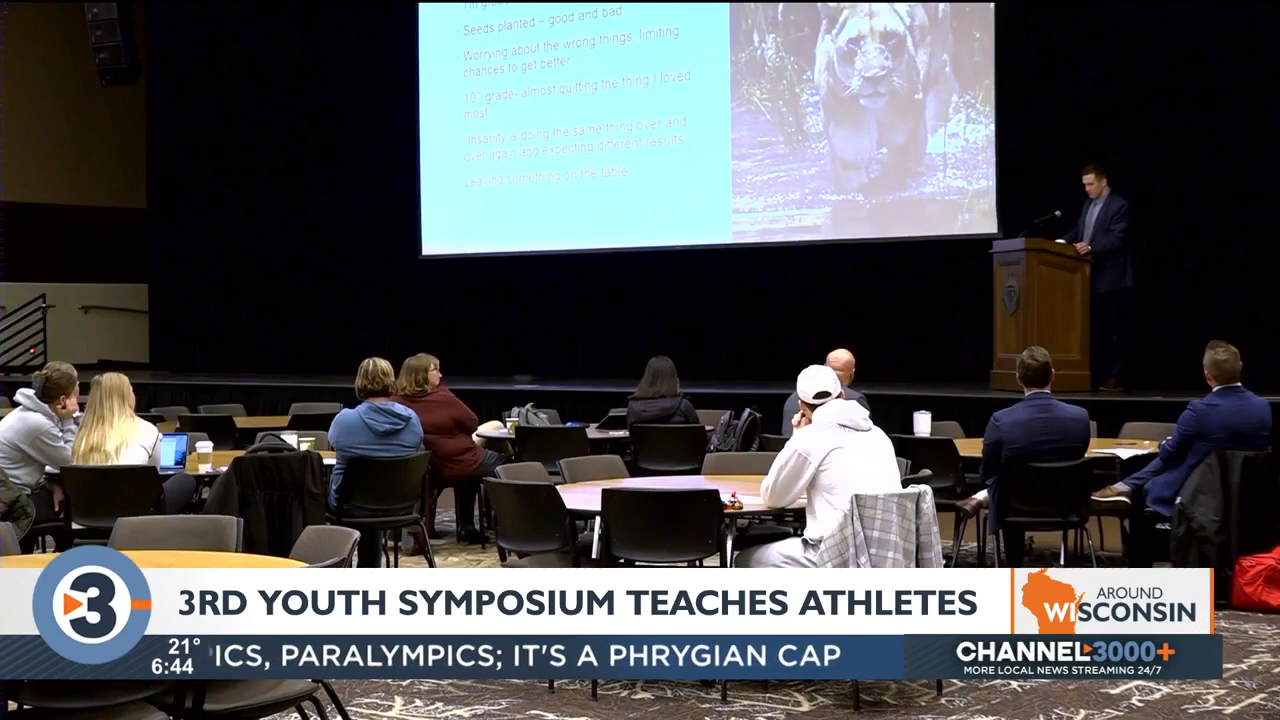 · Seeds planted – good and bad
· Worrying about the wrong things, limiting
chances to get better
10th grade- almost quitting the thing I loved
most
Insanity is doing the same thing over and
over again and expecting different results
Leaving something on the table
3
3RD YOUTH SYMPOSIUM TEACHES ATHLETES
AROUND
WISCONSIN
21°
6:44
ICS, PARALYMPICS; IT'S A PHRYGIAN CAP
CHANNEL3000+
MORE LOCAL NEWS STREAMING 24/7